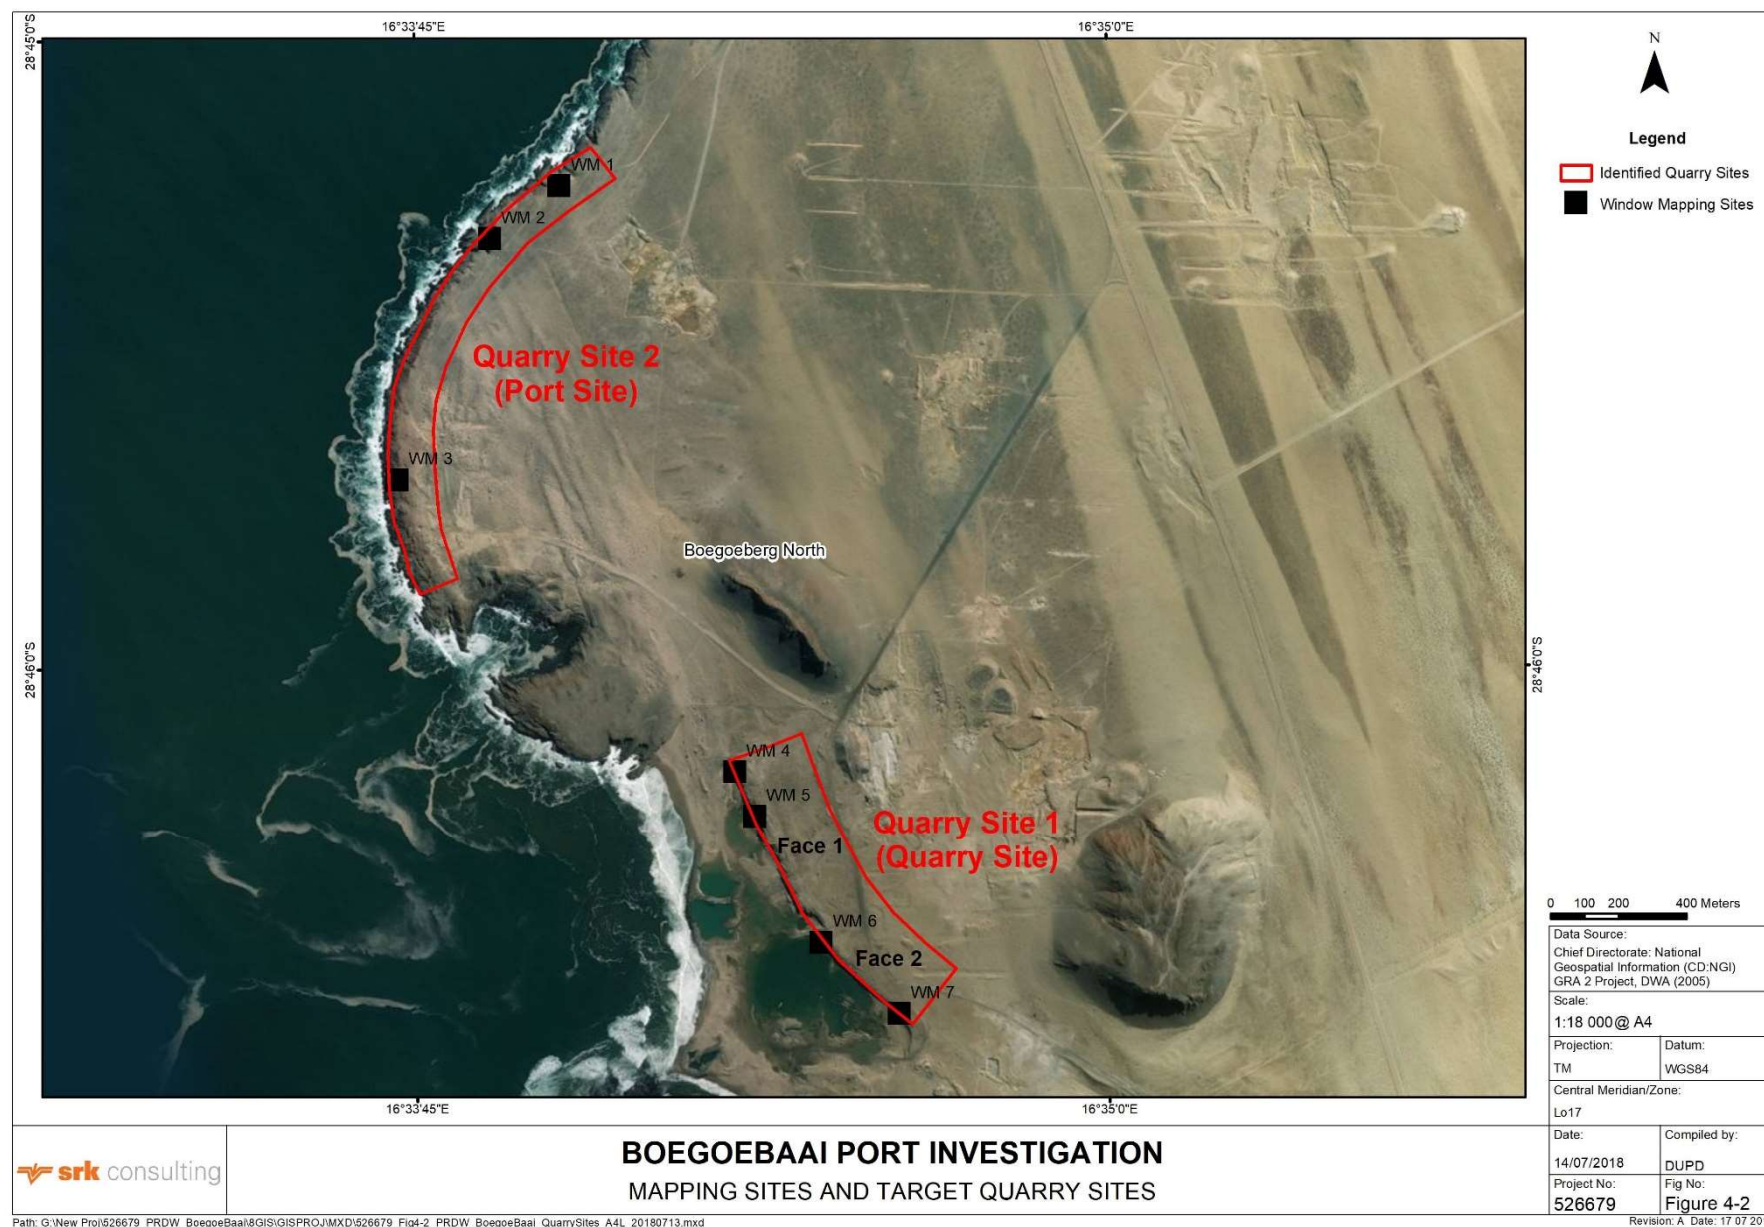 16°33'45"E
16°35'0"E
28°45'0"S
N
Legend
Identified Quarry Sites
Window Mapping Sites
WM 1
WM 2
Quarry Site 2
(Port Site)
WM 3
Boegoeberg North
28°46'0"S
28°46'0"S
WM 4
WM 5
Face 1
Quarry Site 1
(Quarry Site)
WM 6
Face 2
WM 7
0 100 200 400 Meters
Data Source:
Chief Directorate: National
Geospatial Information (CD:NGI)
GRA 2 Project, DWA (2005)
Scale:
1:18 000@ A4
Projection:
TM
Datum:
WGS84
Central Meridian/Zone:
Lo17
16°33'45"E
16°35'0"E
srk consulting
BOEGOEBAAI PORT INVESTIGATION
MAPPING SITES AND TARGET QUARRY SITES
Date:
14/07/2018
Compiled by:
DUPD
Project No:
526679
Fig No:
Figure 4-2
Path: G:\New Proj\526679_PRDW_BoegoeBaai\8GIS\GISPROJ\MXD\526679_Fig4-2_PRDW_BoegoeBaai_QuarrySites_A4L_20180713.mxd
Revision: A Date: 17 07 20